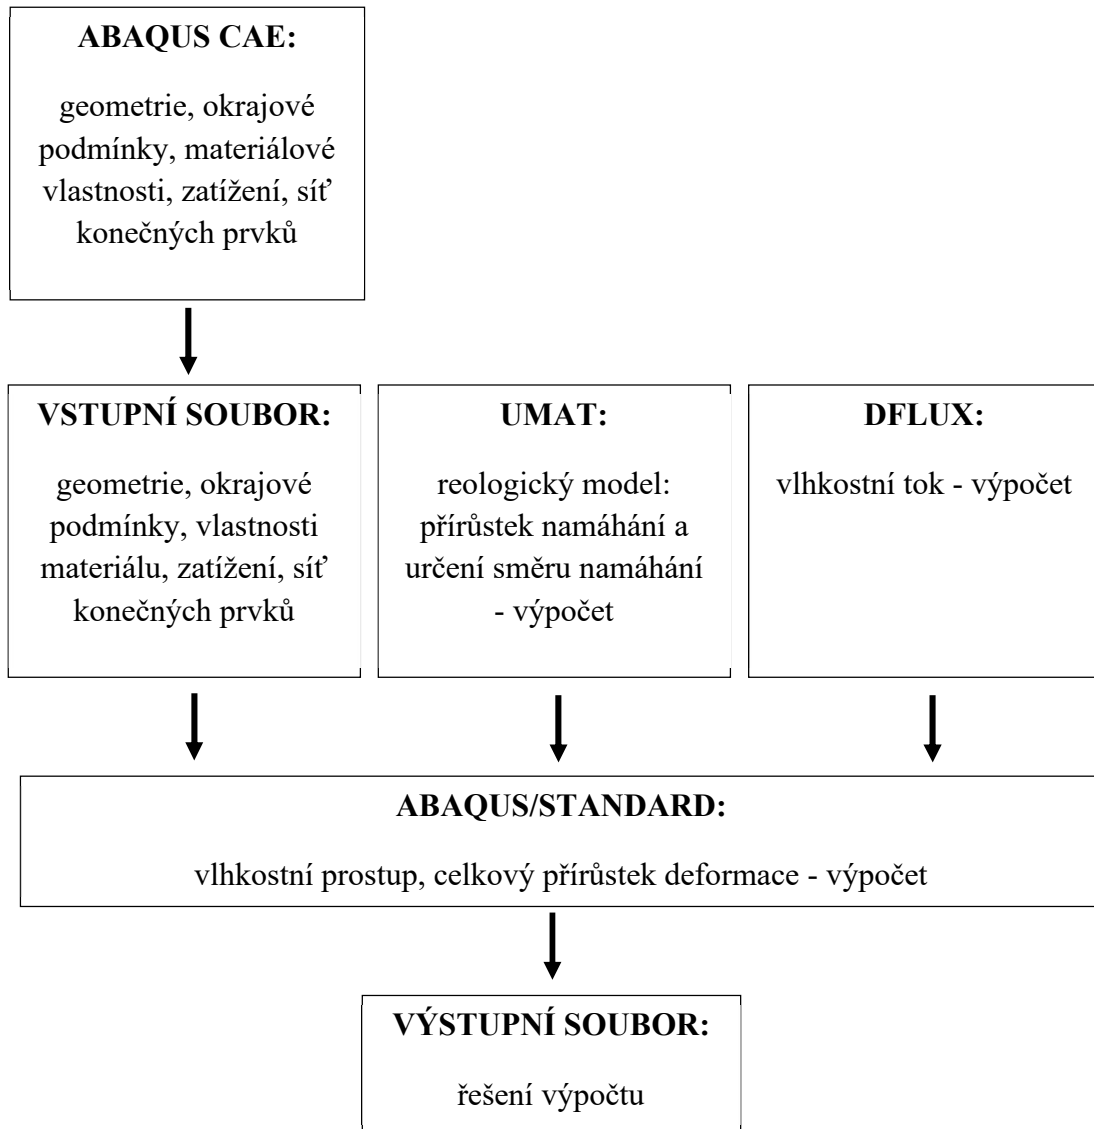 ABAQUS CAE:
geometrie, okrajové
podmínky, materiálové
vlastnosti, zatížení, síť
konečných prvků
VSTUPNÍ SOUBOR:
geometrie, okrajové
podmínky, vlastnosti
materiálu, zatížení, síť
konečných prvků
UMAT:
reologický model:
přírůstek namáhání a
určení směru namáhání
- výpočet
DFLUX:
vlhkostní tok - výpočet
ABAQUS/STANDARD:
vlhkostní prostup, celkový přírůstek deformace - výpočet
VÝSTUPNÍ SOUBOR:
řešení výpočtu